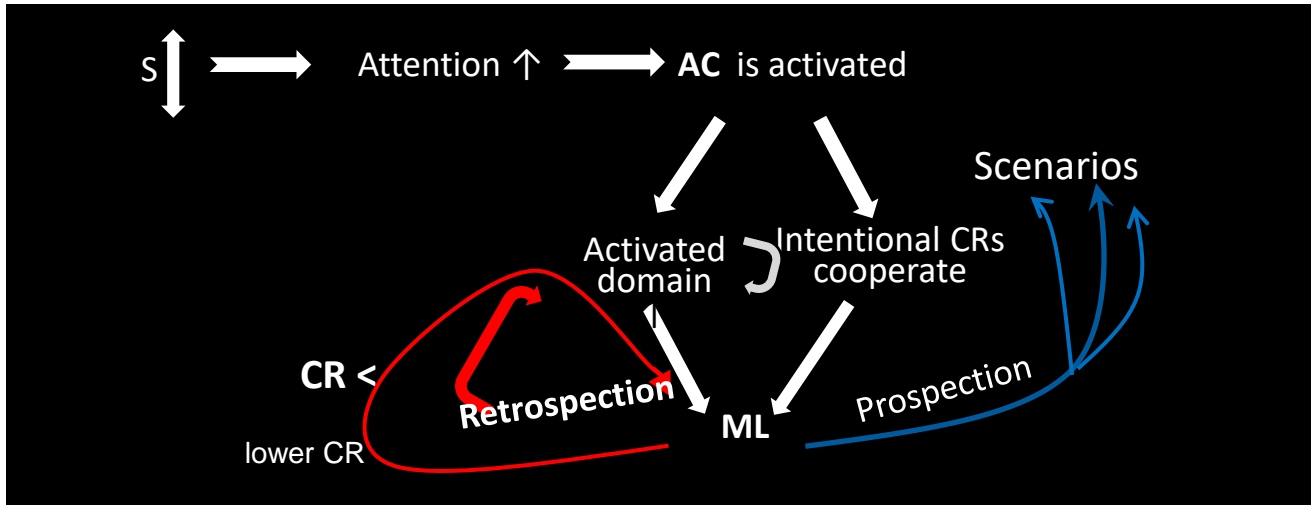 S
Attention ↑
AC is activated
Scenarios
Activated
domain
Intentional CRs
cooperate
CR <
Retrospection
Prospection
ML
lower CR